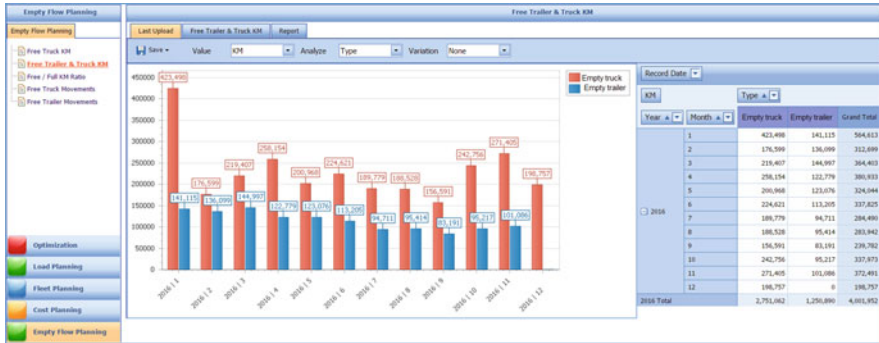 Empty Flow Planning
Free Trailer & Truck KM
Empty Flow Planning
Free Truck KM
Free Trailer & Truck KM
Free / Full KM Ratio
Free Truck Movements
Free Trailer Movements
Optimization
Load Planning
Fleet Planning
Cost Planning
Empty Flow Planning
Last Upload Free Trailer & Truck KM Report
Save Value KM Analyze Type Variation None
Empty truck
Empty trailer
450000
400000
350000
300000
250000
200000
150000
100000
50000
0
423,498 176,599 219,407 258,154 200,968 224,621 189,779 188,528 156,591 242,756 271,405 198,757
141,115 136,099 144,997 122,779 123,076 113,205 94,711 95,414 83,191 95,217 101,086
2016 | 1 2016 | 2 2016 | 3 2016 | 4 2016 | 5 2016 | 6 2016 | 7 2016 | 8 2016 | 9 2016 | 10 2016 | 11 2016 | 12
Record Date
KM Type
Year Month Empty truck Empty trailer Grand Total
2016
1 423,498 141,115 564,613
2 176,599 136,099 312,699
3 219,407 144,997 364,403
4 258,154 122,779 380,933
5 200,968 123,076 324,044
6 224,621 113,205 337,825
7 189,779 94,711 284,490
8 188,528 95,414 283,942
9 156,591 83,191 239,782
10 242,756 95,217 337,973
11 271,405 101,086 372,491
12 198,757 0 198,757
2016 Total 2,751,062 1,250,890 4,001,952